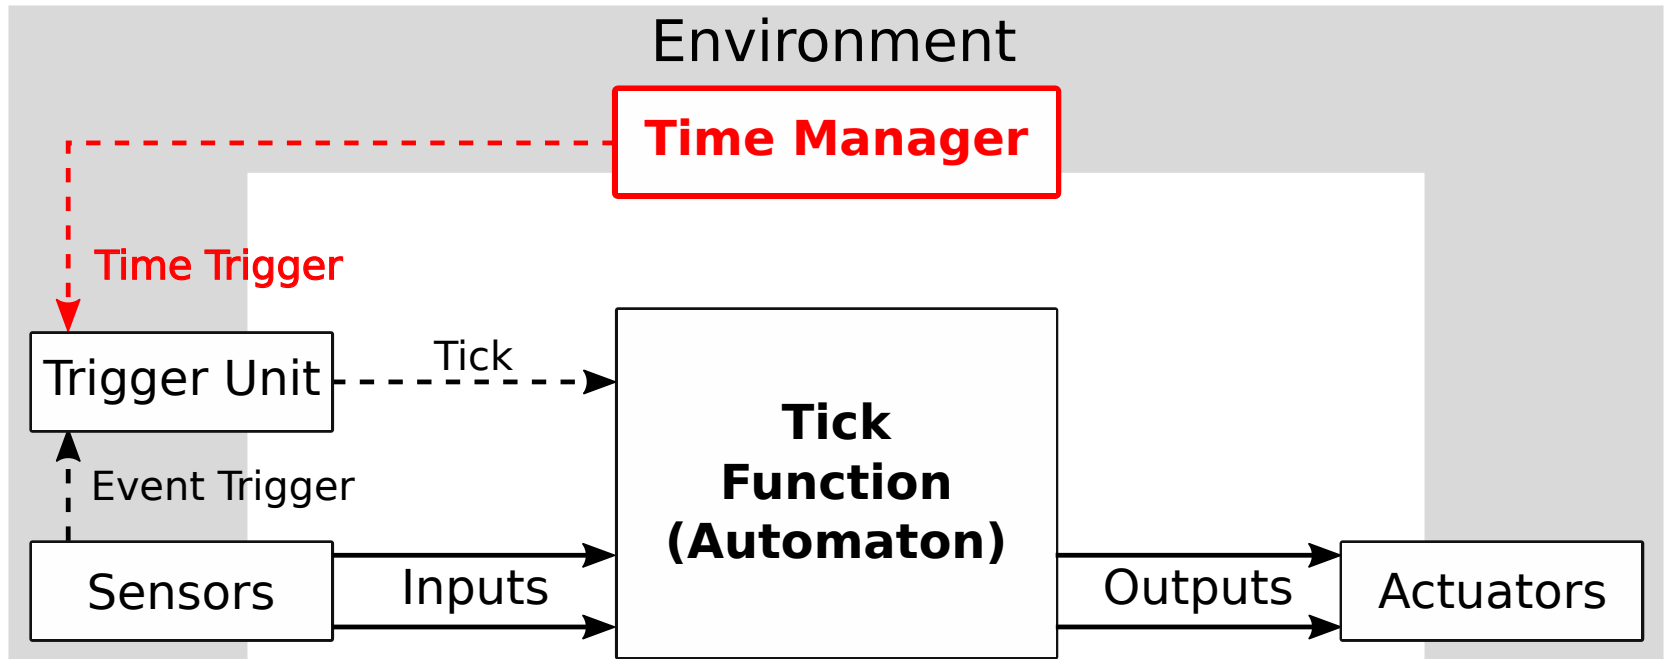 Environment
Time Manager
Time Trigger
Trigger Unit
Tick
Event Trigger
Tick
Function
(Automaton)
Sensors
Inputs
Outputs
Actuators